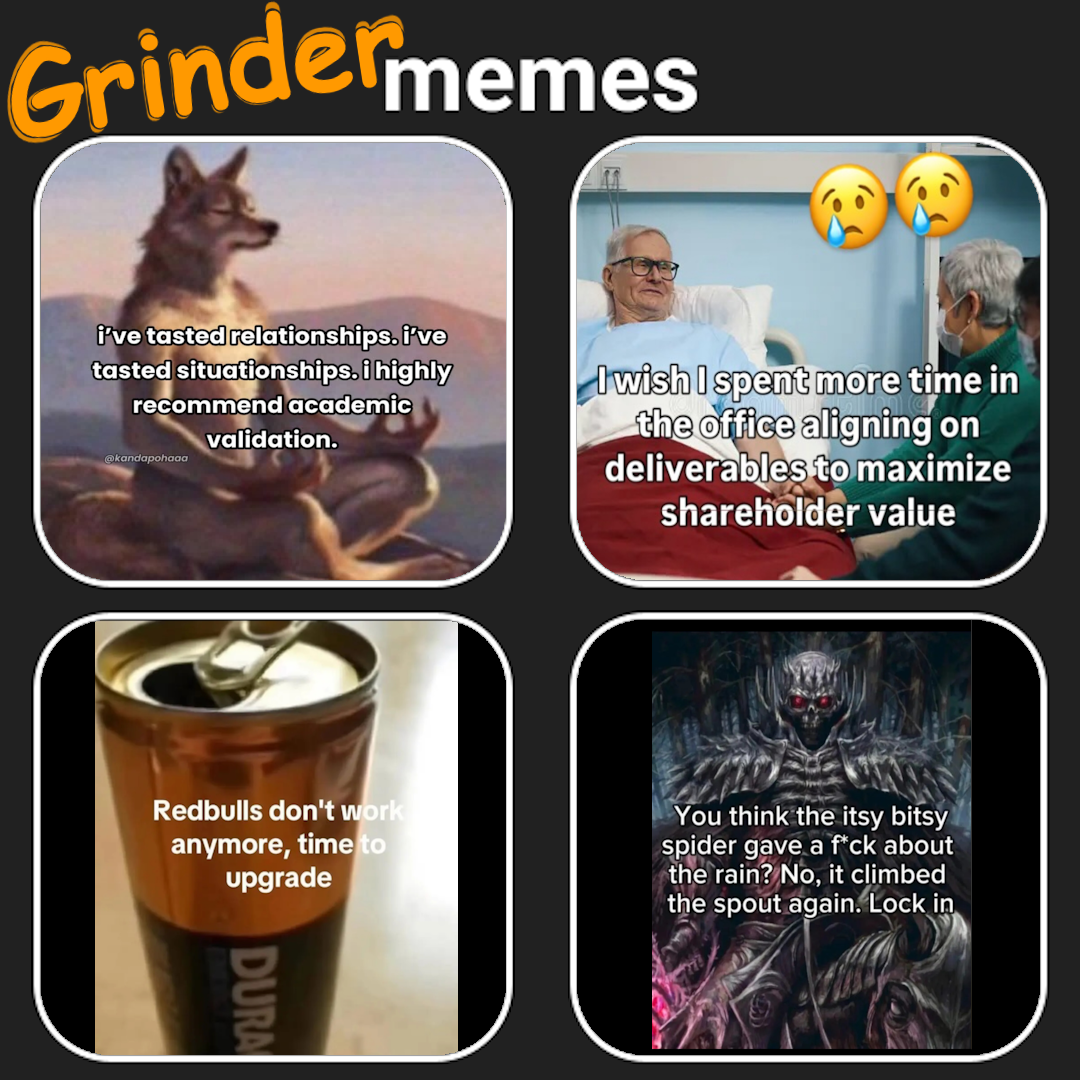 Grinder memes
i've tasted relationships. i've
tasted situationships. i highly
recommend academic
validation.
@kandapohaaa
I wish I spent more time in
the office aligning on
deliverables to maximize
shareholder value
Redbulls don't work
anymore, time to
upgrade
You think the itsy bitsy
spider gave a f*ck about
the rain? No, it climbed
the spout again. Lock in